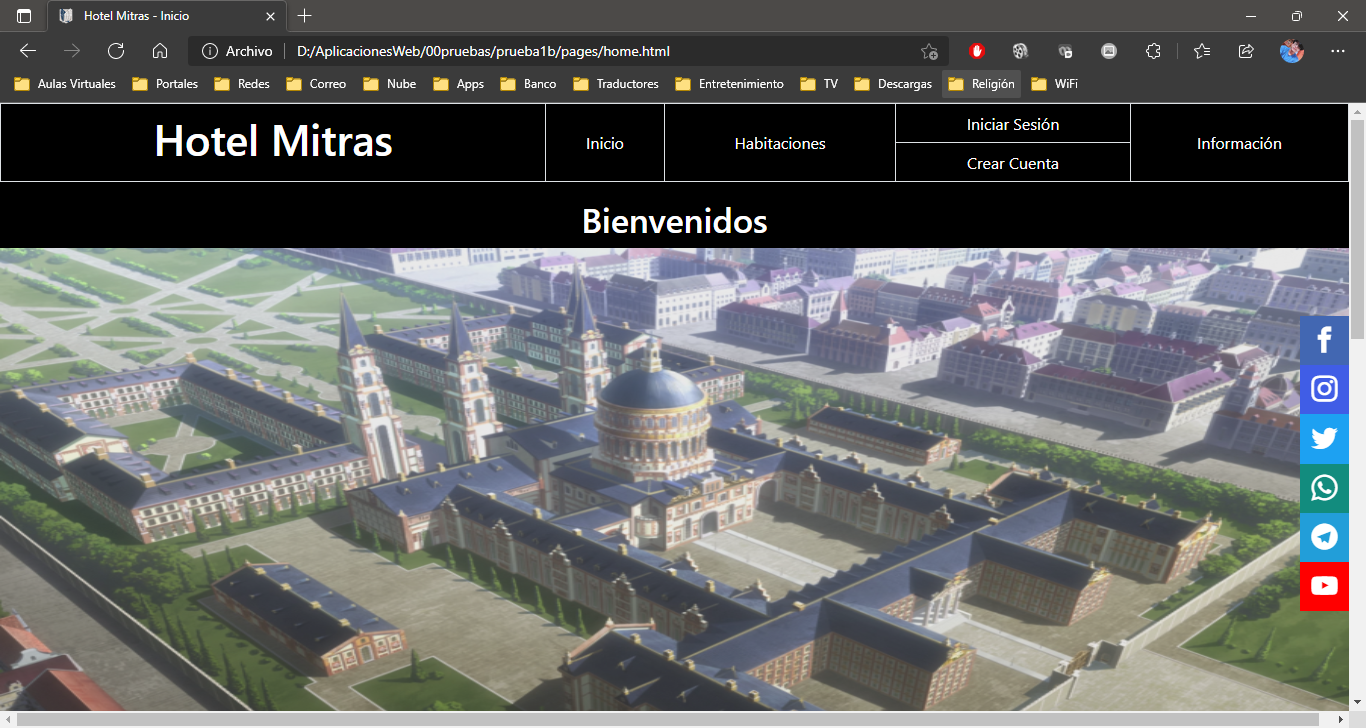 Hotel Mitras - Inicio
Archivo D:/AplicacionesWeb/00pruebas/prueba1b/pages/home.html
Aulas Virtuales Portales Redes Correo Nube Apps Banco Traductores Entretenimiento TV Descargas Religión WiFi
Hotel Mitras
Inicio
Habitaciones
Iniciar Sesión
Crear Cuenta
Información
Bienvenidos